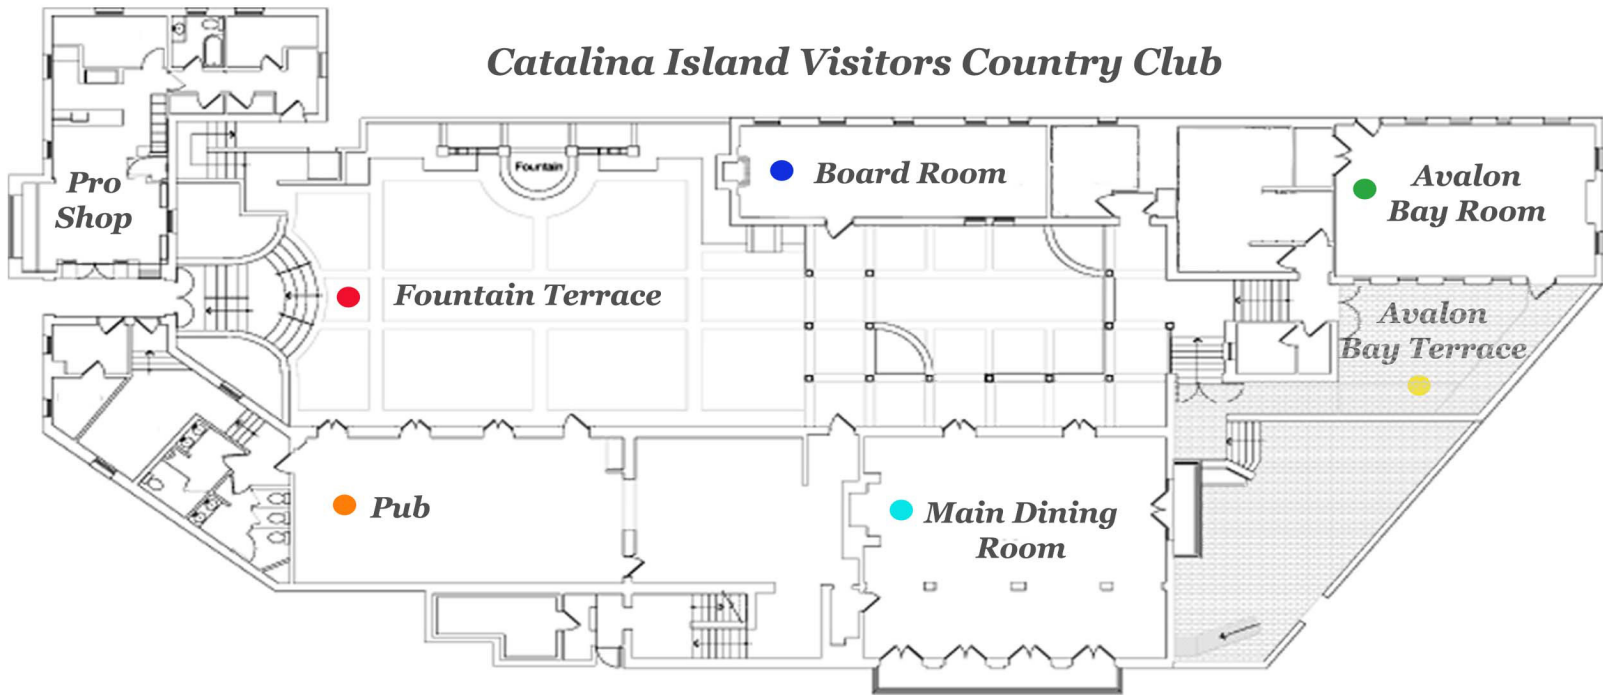 Catalina Island Visitors Country Club
Fountain
Pro
Shop
Board Room
Avalon
Bay Room
Fountain Terrace
Avalon
Bay Terrace
Pub
Main Dining
Room